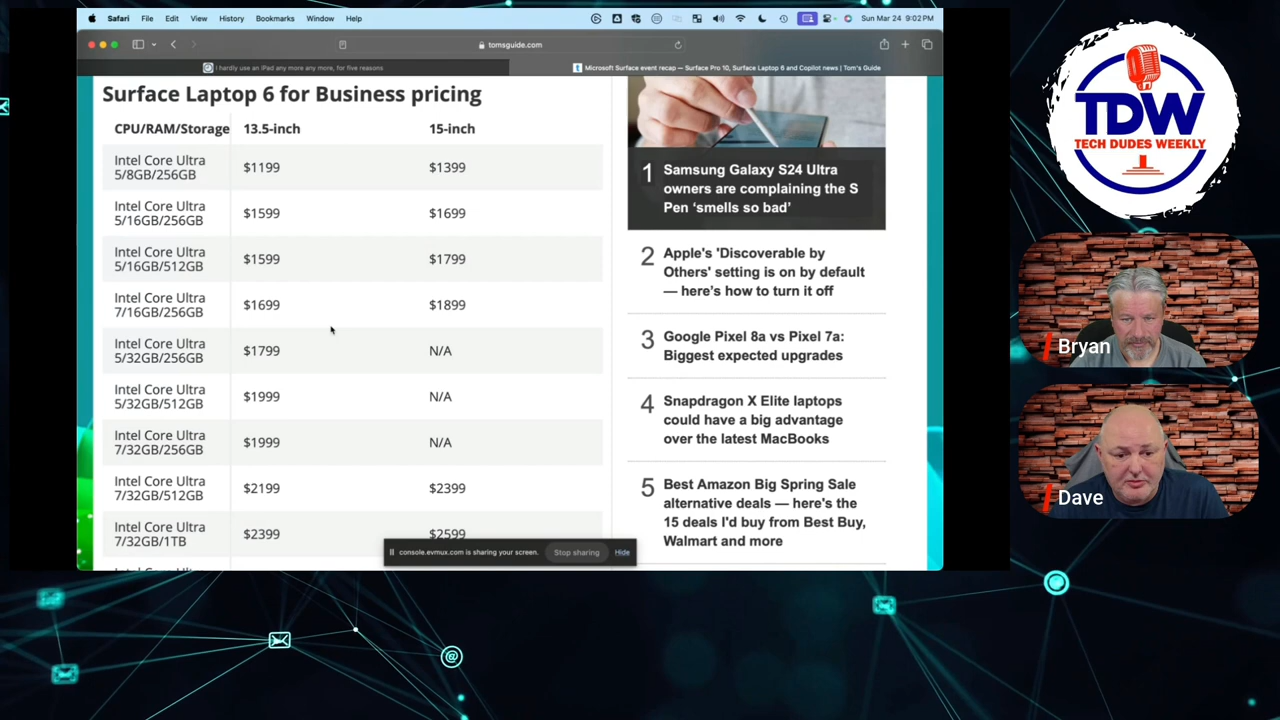 Safari File Edit View History Bookmarks Window Help Sun Mar 24 9:02 PM
tomsguide.com
I hardly use an iPad any more any more, for five reasons
Microsoft Surface event recap — Surface Pro 10, Surface Laptop 6 and Copilot news | Tom's Guide
Surface Laptop 6 for Business pricing
CPU/RAM/Storage 13.5-inch 15-inch
Intel Core Ultra
5/8GB/256GB $1199 $1399
Intel Core Ultra
5/16GB/256GB $1599 $1699
Intel Core Ultra
5/16GB/512GB $1599 $1799
Intel Core Ultra
7/16GB/256GB $1699 $1899
Intel Core Ultra
5/32GB/256GB $1799 N/A
Intel Core Ultra
5/32GB/512GB $1999 N/A
Intel Core Ultra
7/32GB/256GB $1999 N/A
Intel Core Ultra
7/32GB/512GB $2199 $2399
Intel Core Ultra
7/32GB/1TB $2399 $2599
1 Samsung Galaxy S24 Ultra
owners are complaining the S
Pen ‘smells so bad’
2 Apple's 'Discoverable by
Others' setting is on by default
— here’s how to turn it off
3 Google Pixel 8a vs Pixel 7a:
Biggest expected upgrades
4 Snapdragon X Elite laptops
could have a big advantage
over the latest MacBooks
5 Best Amazon Big Spring Sale
alternative deals — here's the
15 deals I'd buy from Best Buy,
Walmart and more
console.evmux.com is sharing your screen. Stop sharing Hide
TDW
TECH DUDES WEEKLY
Bryan
Dave
@
@